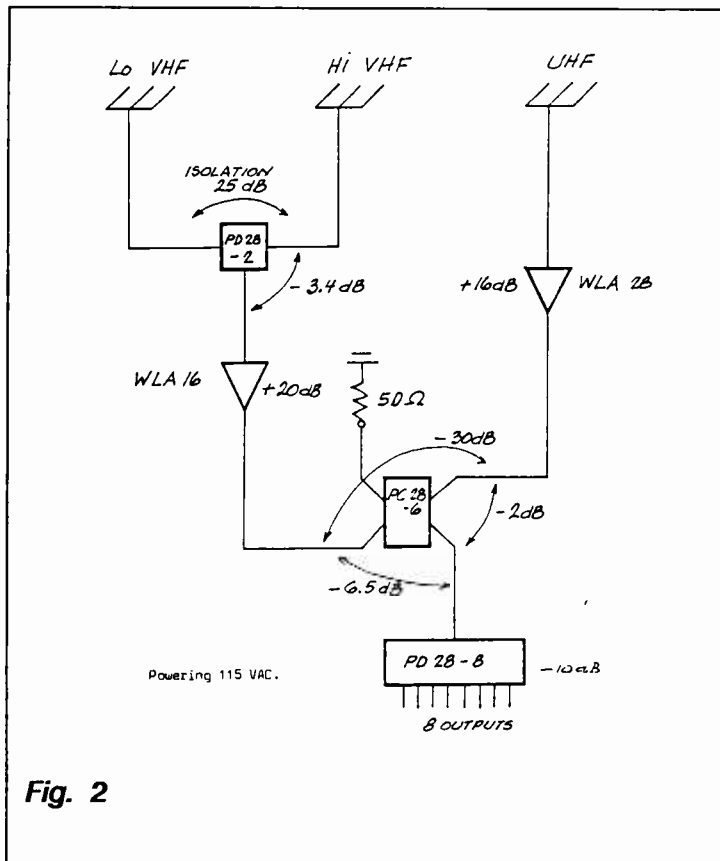 Lo VHF
Hi VHF
UHF
ISOLATION
25 dB
PD 28
-2
-3.4 dB
+16dB
WLA 28
WLA 16
+20dB
50Ω
-30dB
PC 28
-6
-2dB
-6.5 dB
PD 28-8
-10 dB
Powering 115 VAC.
8 OUTPUTS
Fig. 2